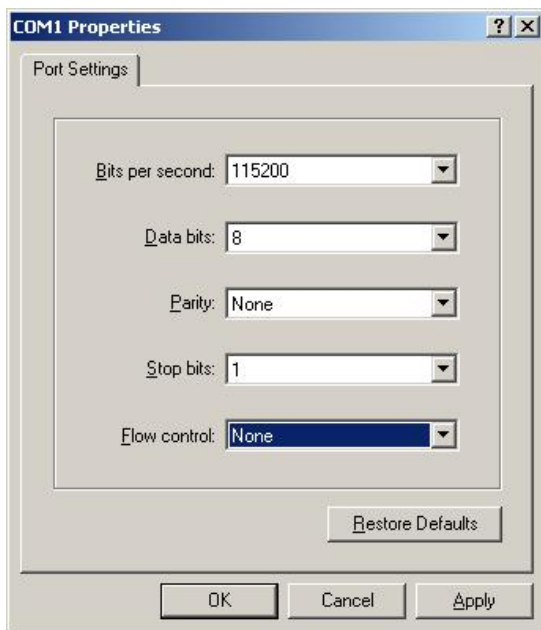 COM1 Properties
Port Settings
Bits per second: 115200
Data bits: 8
Parity: None
Stop bits: 1
Flow control: None
Restore Defaults
OK Cancel Apply